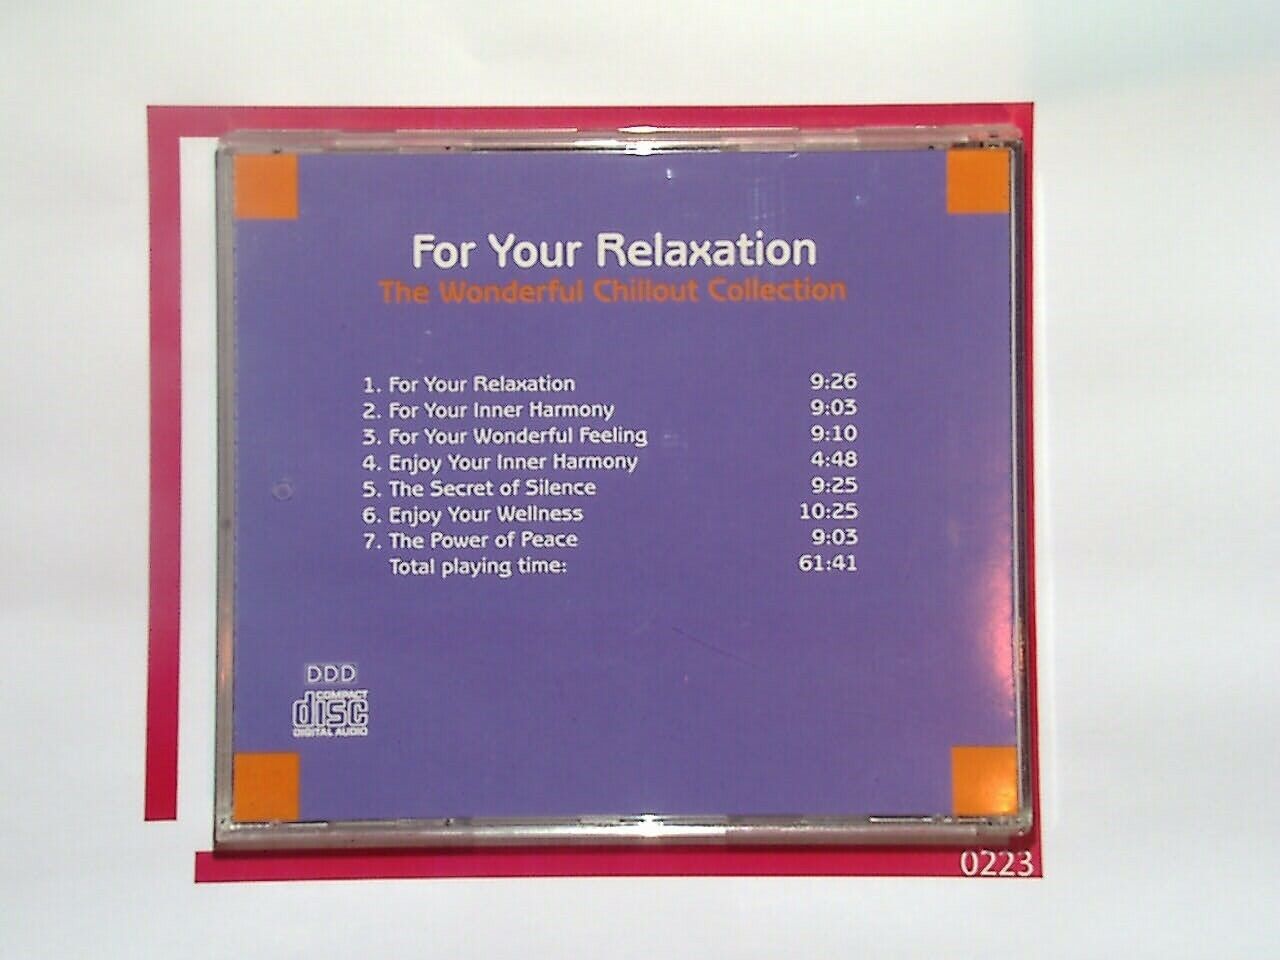 For Your Relaxation
The Wonderful Chillout Collection
1. For Your Relaxation 9:26
2. For Your Inner Harmony 9:03
3. For Your Wonderful Feeling 9:10
4. Enjoy Your Inner Harmony 4:48
5. The Secret of Silence 9:25
6. Enjoy Your Wellness 10:25
7. The Power of Peace 9:03
Total playing time: 61:41
DDD
COMPACT
disc
DIGITAL AUDIO
0223